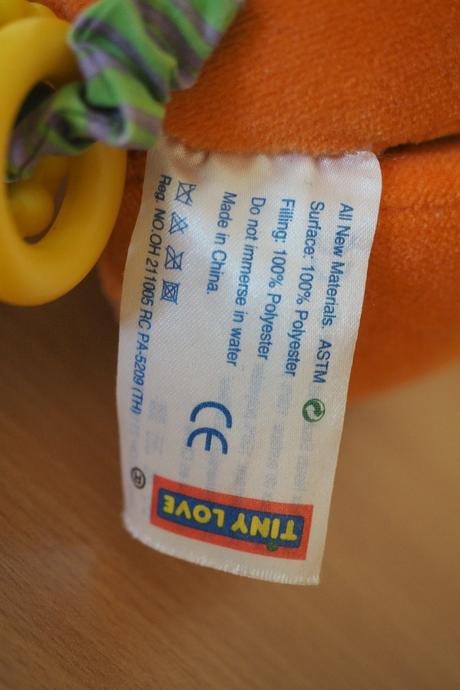 All New Materials. ASTM
Surface: 100% Polyester
Filling: 100% Polyester
Do not immerse in water
Made in China.
CE
Reg. NO.OH 211005 RC PA-5209 (TH)
TINY LOVE
®